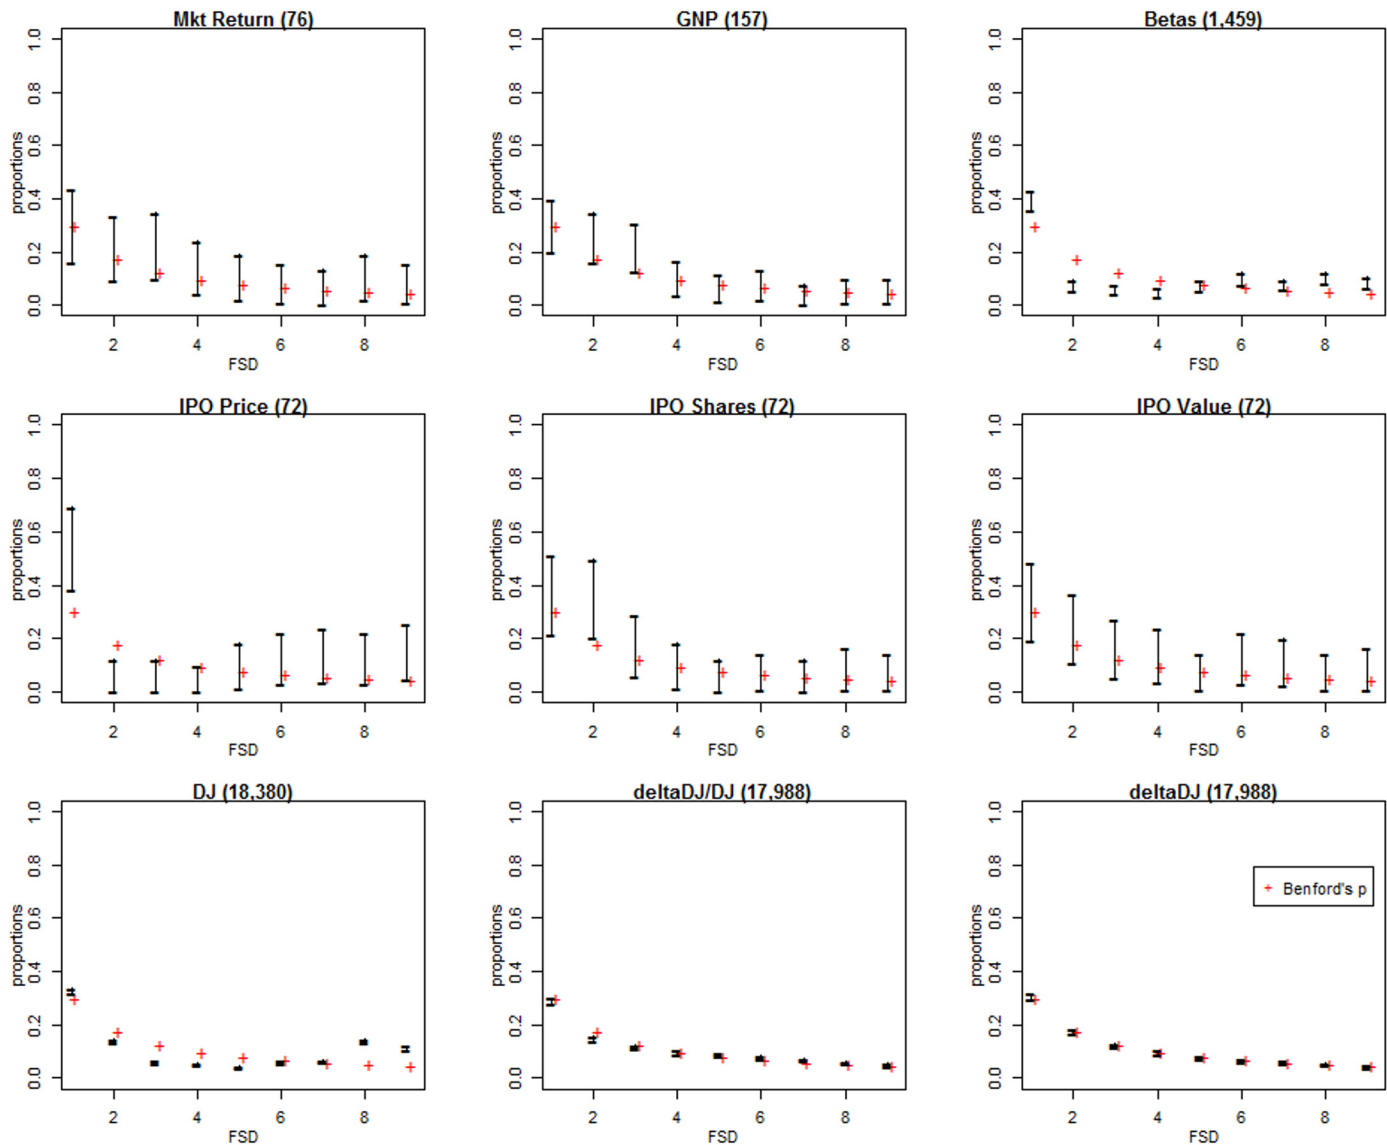 Mkt Return (76)
GNP (157)
Betas (1,459)
proportions
0.0 0.2 0.4 0.6 0.8 1.0
2 4 6 8
FSD
proportions
0.0 0.2 0.4 0.6 0.8 1.0
2 4 6 8
FSD
proportions
0.0 0.2 0.4 0.6 0.8 1.0
2 4 6 8
FSD
IPO Price (72)
IPO Shares (72)
IPO Value (72)
proportions
0.0 0.2 0.4 0.6 0.8 1.0
2 4 6 8
FSD
proportions
0.0 0.2 0.4 0.6 0.8 1.0
2 4 6 8
FSD
proportions
0.0 0.2 0.4 0.6 0.8 1.0
2 4 6 8
FSD
DJ (18,380)
deltaDJ/DJ (17,988)
deltaDJ (17,988)
proportions
0.0 0.2 0.4 0.6 0.8 1.0
2 4 6 8
FSD
proportions
0.0 0.2 0.4 0.6 0.8 1.0
2 4 6 8
FSD
proportions
0.0 0.2 0.4 0.6 0.8 1.0
+ Benford's p
2 4 6 8
FSD